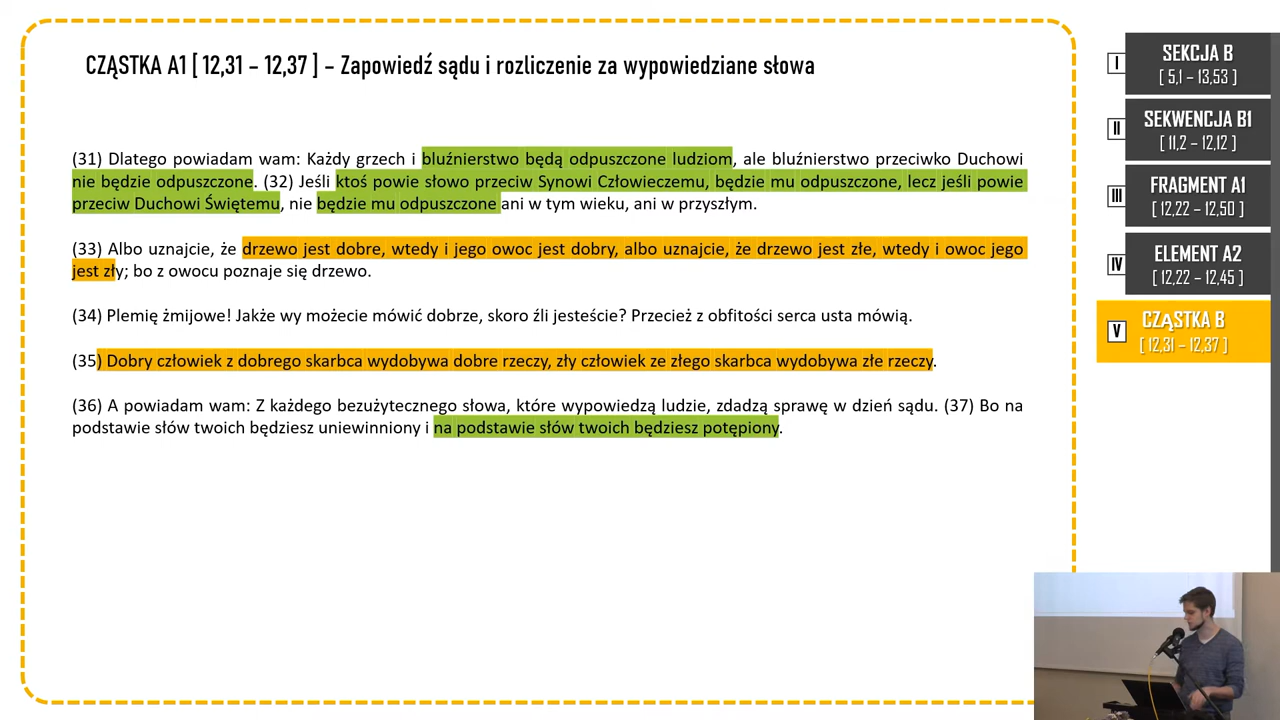 CZĄSTKA A1 [ 12,31 – 12,37 ] – Zapowiedź sądu i rozliczenie za wypowiedziane słowa
(31) Dlatego powiadam wam: Każdy grzech i bluźnierstwo będą odpuszczone ludziom, ale bluźnierstwo przeciwko Duchowi
nie będzie odpuszczone. (32) Jeśli ktoś powie słowo przeciw Synowi Człowieczemu, będzie mu odpuszczone, lecz jeśli powie
przeciw Duchowi Świętemu, nie będzie mu odpuszczone ani w tym wieku, ani w przyszłym.
(33) Albo uznajcie, że drzewo jest dobre, wtedy i jego owoc jest dobry, albo uznajcie, że drzewo jest złe, wtedy i owoc jego
jest zły; bo z owocu poznaje się drzewo.
(34) Plemię żmijowe! Jakże wy możecie mówić dobrze, skoro źli jesteście? Przecież z obfitości serca usta mówią.
(35) Dobry człowiek z dobrego skarbca wydobywa dobre rzeczy, zły człowiek ze złego skarbca wydobywa złe rzeczy.
(36) A powiadam wam: Z każdego bezużytecznego słowa, które wypowiedzą ludzie, zdadzą sprawę w dzień sądu. (37) Bo na
podstawie słów twoich będziesz uniewinniony i na podstawie słów twoich będziesz potępiony.
I
SEKCJA B
[ 5,1 – 13,53 ]
II
SEKWENCJA B1
[ 11,2 – 12,12 ]
III
FRAGMENT A1
[ 12,22 – 12,50 ]
IV
ELEMENT A2
[ 12,22 – 12,45 ]
V
CZĄSTKA B
[ 12,31 – 12,37 ]